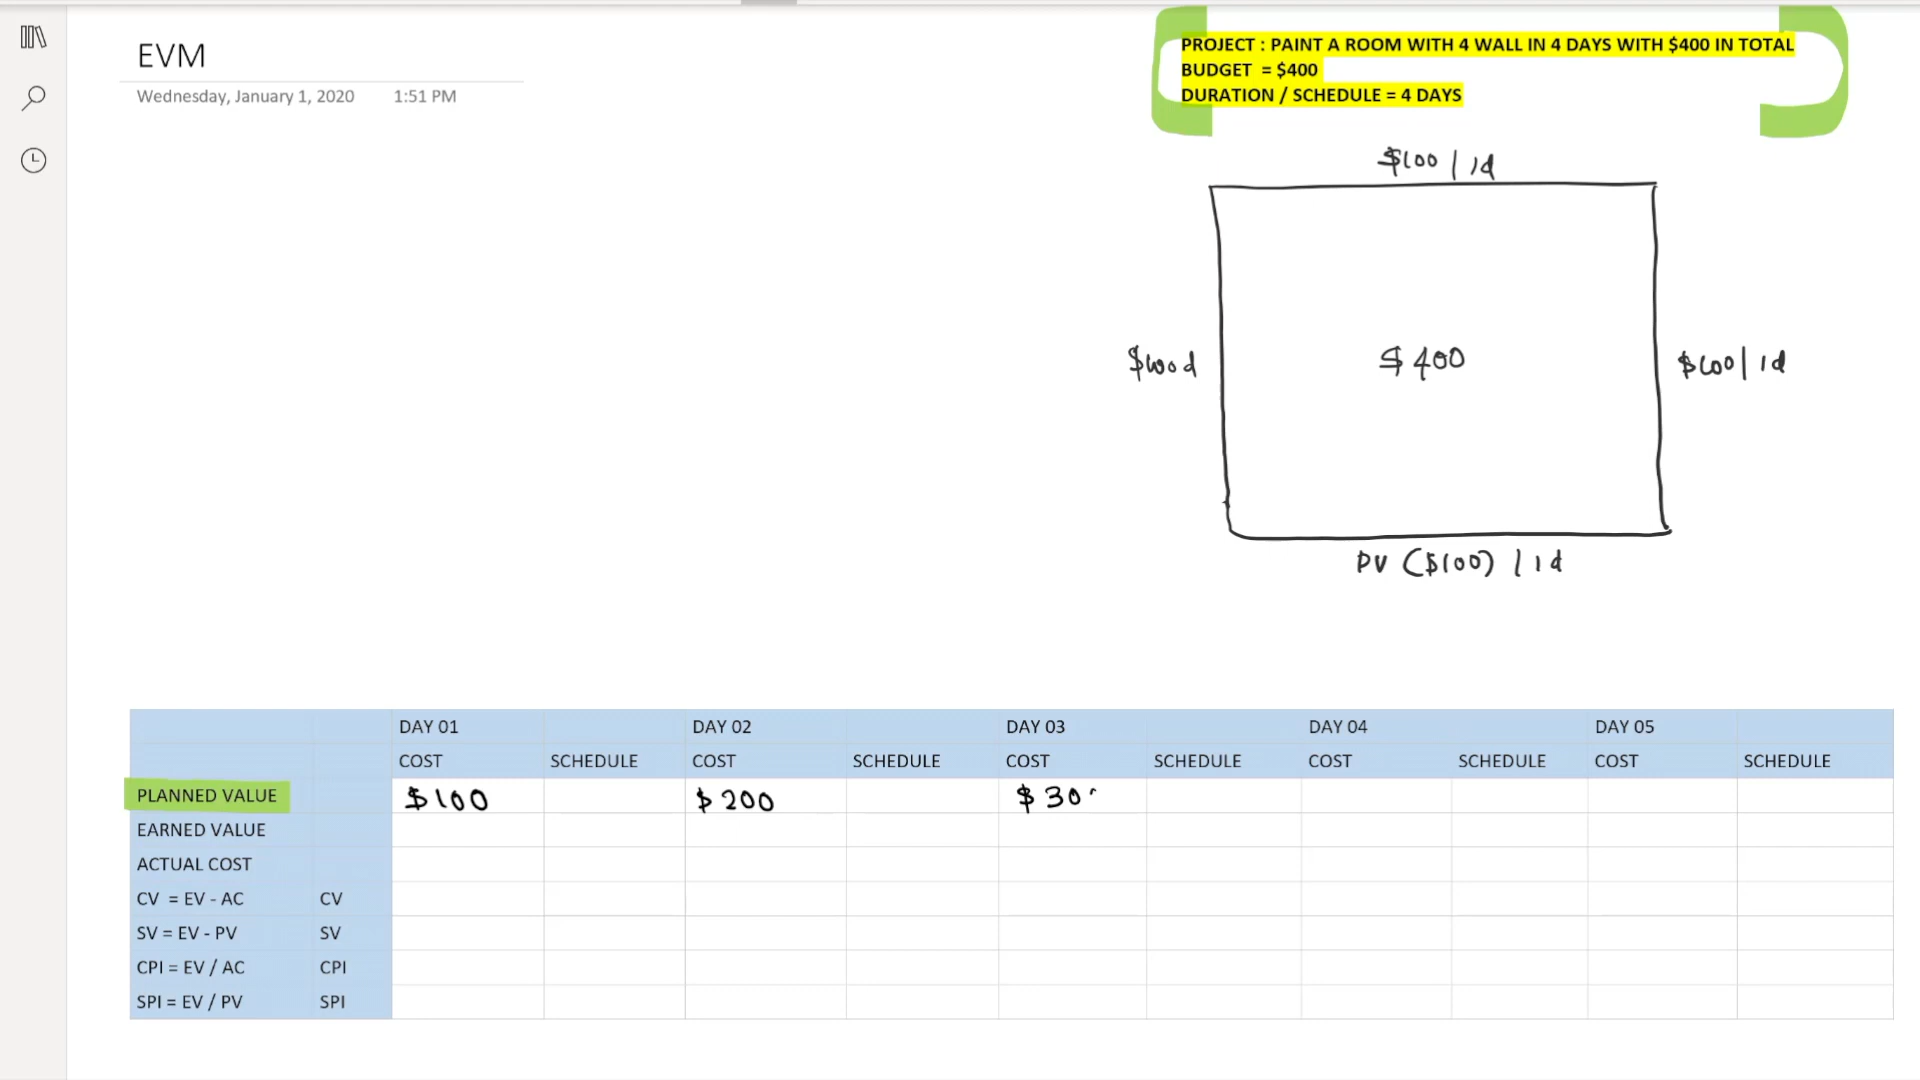 EVM
Wednesday, January 1, 2020 1:51 PM
PROJECT : PAINT A ROOM WITH 4 WALL IN 4 DAYS WITH $400 IN TOTAL
BUDGET = $400
DURATION / SCHEDULE = 4 DAYS
$100 | 1d
$100 d
$400
$100 | 1d
PV ($100) | 1d
DAY 01 DAY 02 DAY 03 DAY 04 DAY 05
COST SCHEDULE COST SCHEDULE COST SCHEDULE COST SCHEDULE COST SCHEDULE
PLANNED VALUE $100 $200 $30
EARNED VALUE
ACTUAL COST
CV = EV - AC CV
SV = EV - PV SV
CPI = EV / AC CPI
SPI = EV / PV SPI